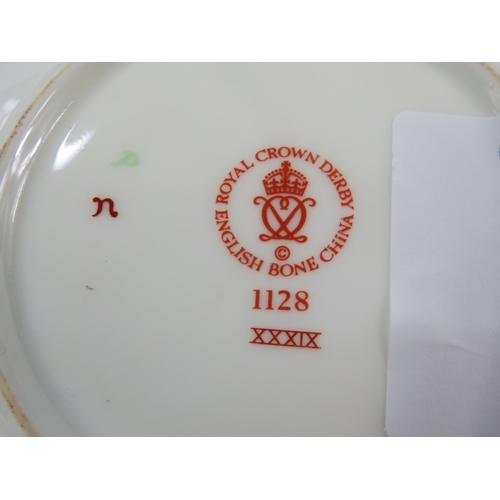 ROYAL CROWN DERBY
ENGLISH BONE CHINA
©
1128
XXXIX
n